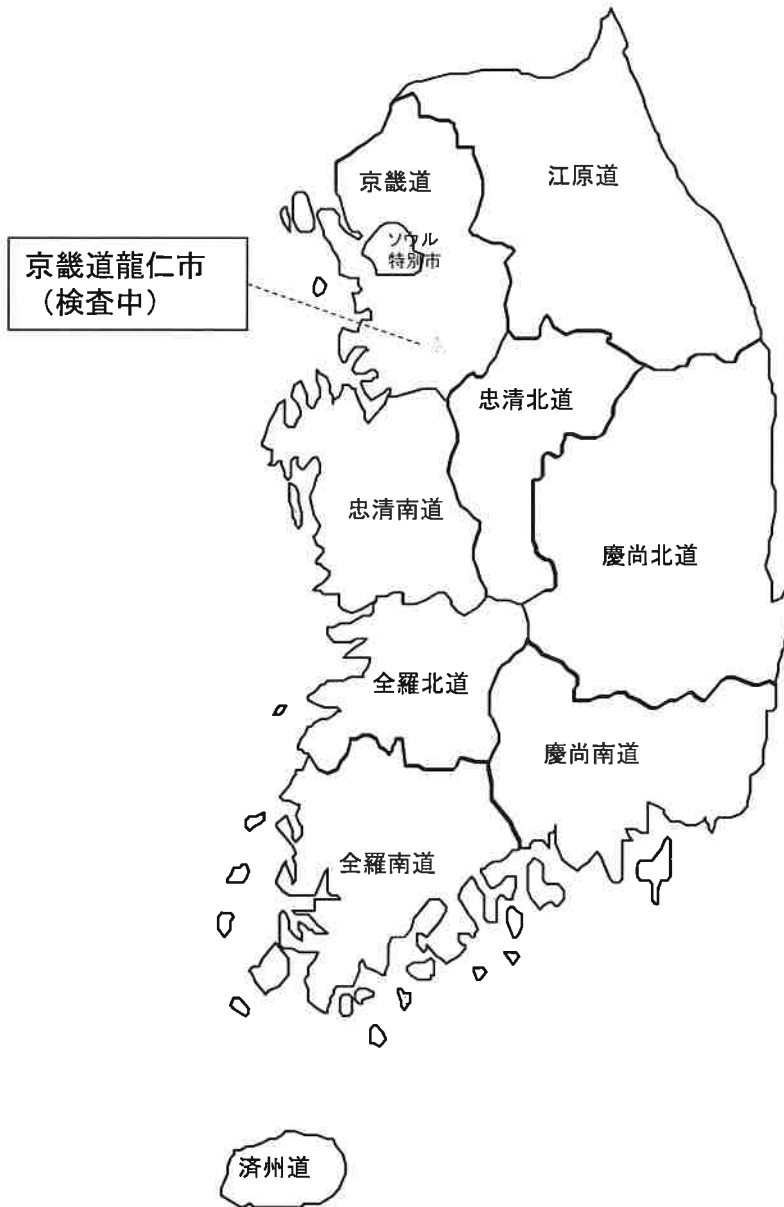 京畿道
江原道
ソウル
特別市
京畿道龍仁市
（検査中）
忠清北道
忠清南道
慶尚北道
全羅北道
慶尚南道
全羅南道
済州道